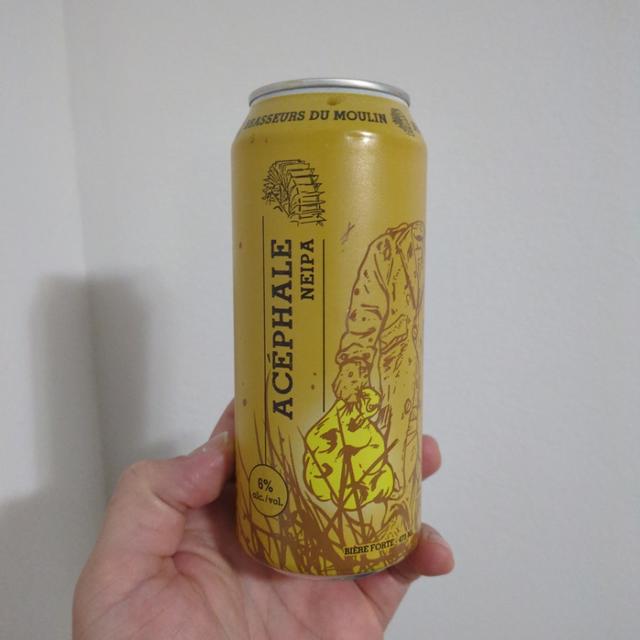 BRASSEURS DU MOULIN
ACÉPHALE
NEIPA
6%
alc./vol.
BIÈRE FORTE